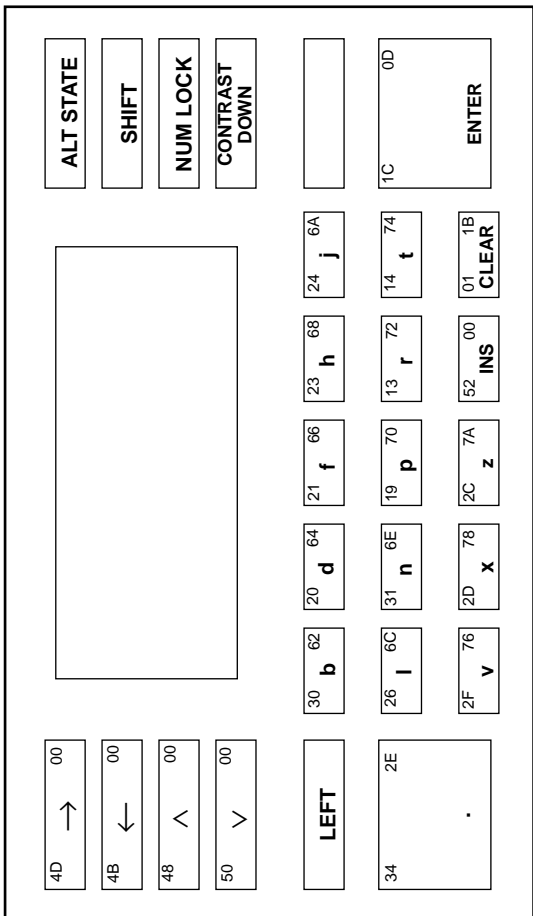 4D → 00 ALT STATE
4B ← 00 SHIFT
48 ∧ 00 NUM LOCK
50 ∨ 00 CONTRAST
DOWN
30 62 20 64 21 66 23 68 24 6A
LEFT b d f h j
34 2E 26 6C 31 6E 19 70 13 72 14 74 1C 0D
l n p r t
2F 76 2D 78 2C 7A 52 00 01 1B
. v x z INS CLEAR ENTER